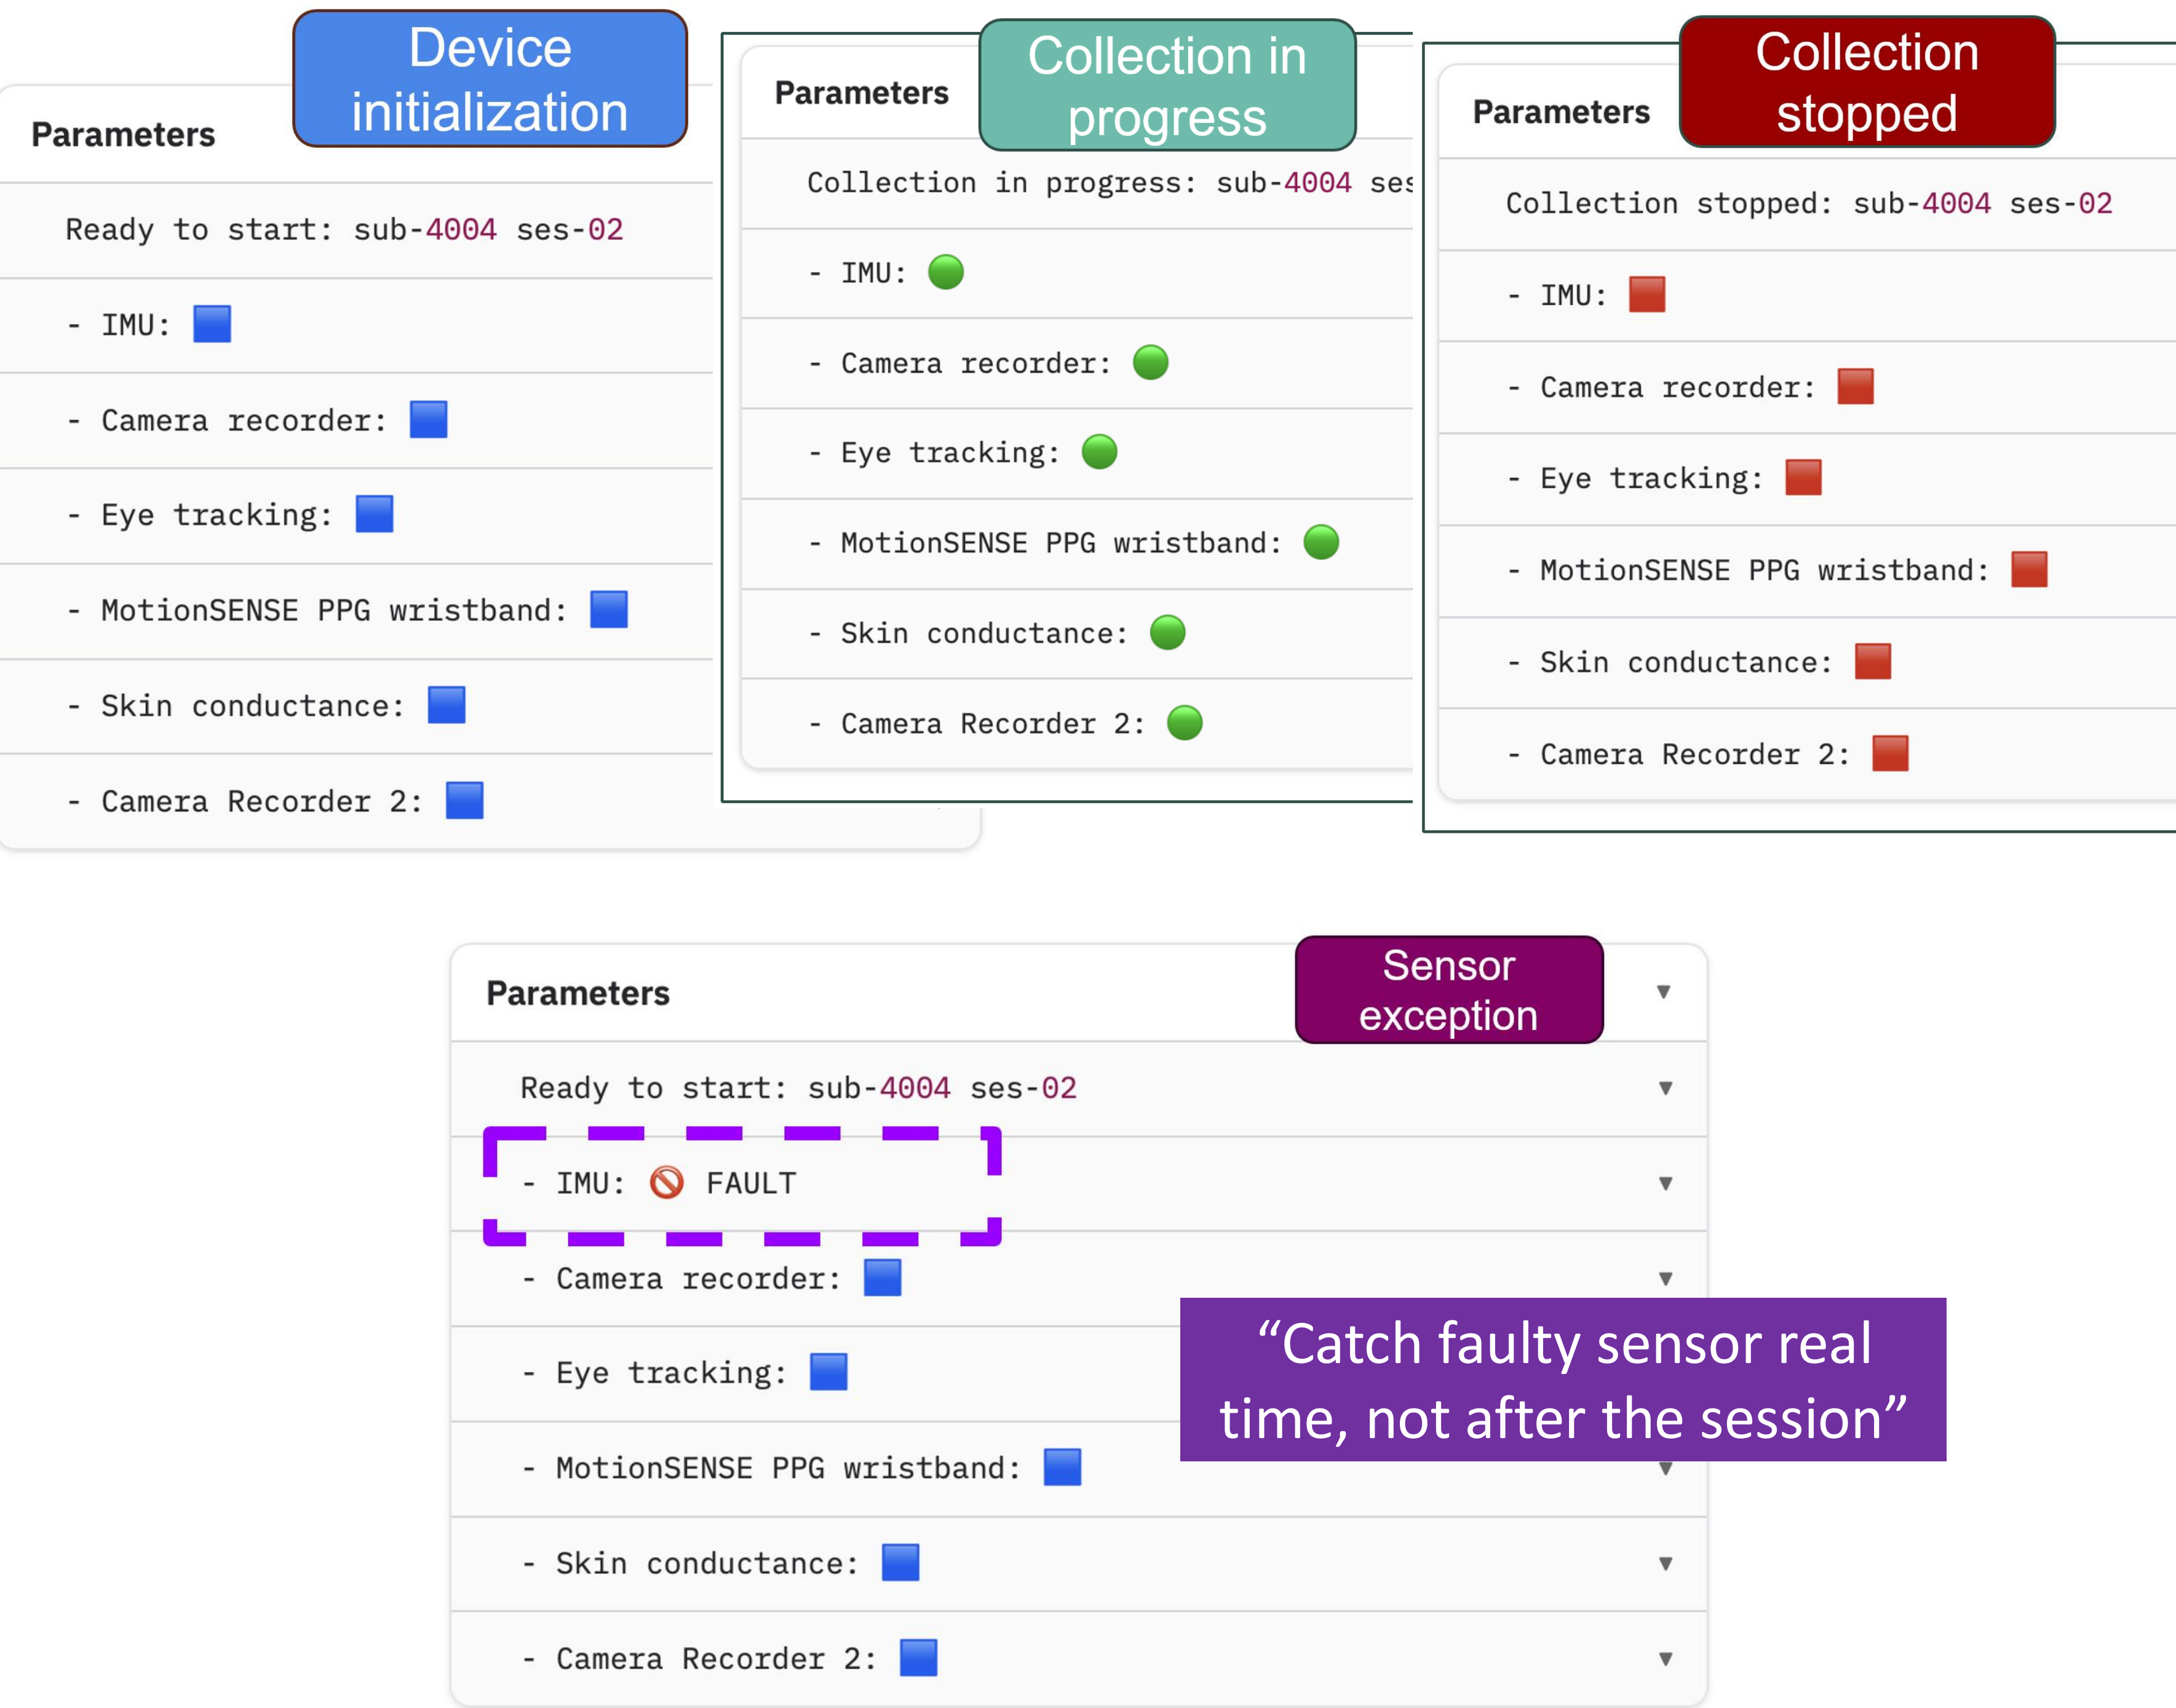 Device
initialization
Parameters
Ready to start: sub-4004 ses-02
- IMU:
- Camera recorder:
- Eye tracking:
- MotionSENSE PPG wristband:
- Skin conductance:
- Camera Recorder 2:
Collection in
progress
Parameters
Collection in progress: sub-4004 ses
- IMU:
- Camera recorder:
- Eye tracking:
- MotionSENSE PPG wristband:
- Skin conductance:
- Camera Recorder 2:
Collection
stopped
Parameters
Collection stopped: sub-4004 ses-02
- IMU:
- Camera recorder:
- Eye tracking:
- MotionSENSE PPG wristband:
- Skin conductance:
- Camera Recorder 2:
Sensor
exception
Parameters
Ready to start: sub-4004 ses-02
- IMU: 🚫 FAULT
- Camera recorder:
- Eye tracking:
- MotionSENSE PPG wristband:
- Skin conductance:
- Camera Recorder 2:
“Catch faulty sensor real
time, not after the session”